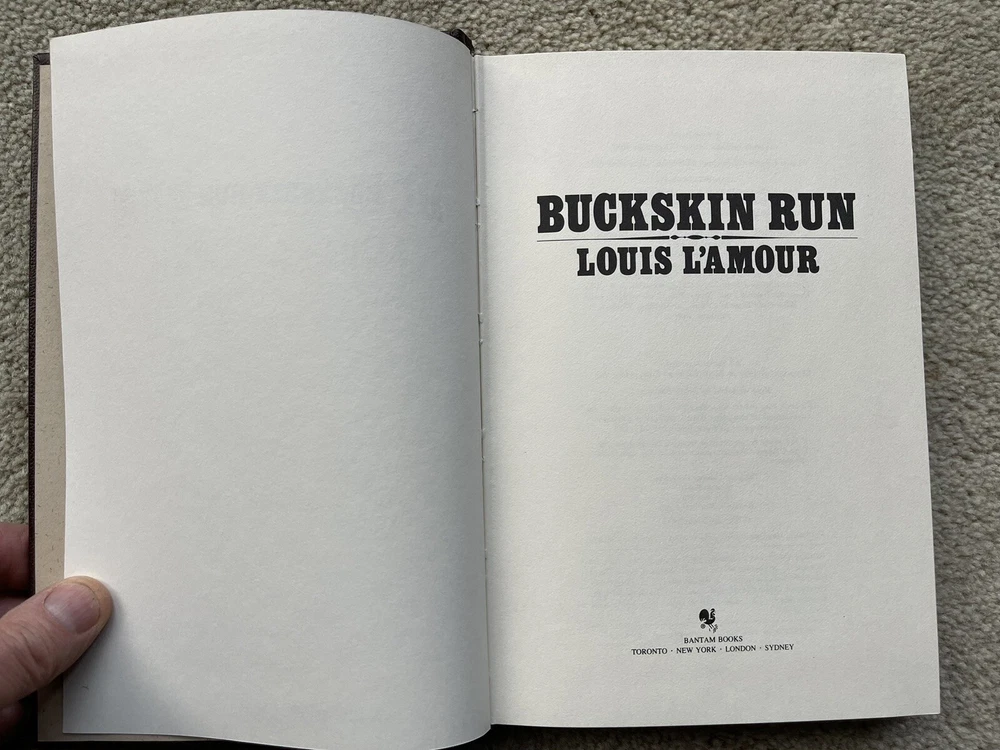 BUCKSKIN RUN
LOUIS L'AMOUR
BANTAM BOOKS
TORONTO · NEW YORK · LONDON · SYDNEY